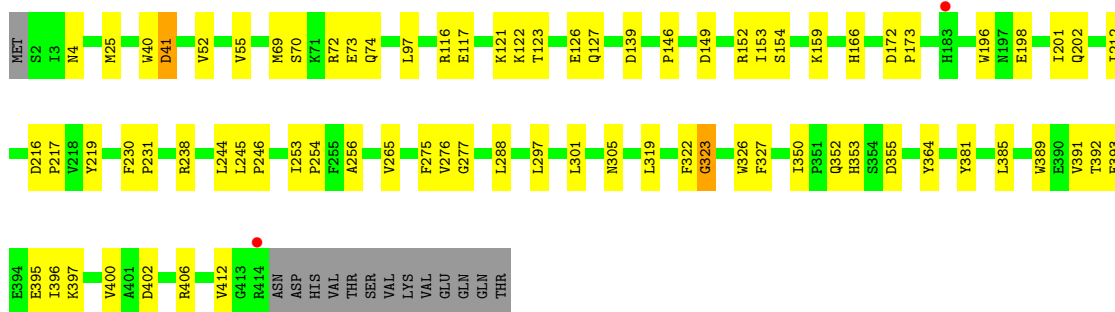 MET S2 I3 N4 M25 W40 D41 V52 V55 M69 S70 K71 R72 E73 Q74 L97 R116 E117 K121 K122 T123 E126 Q127 D139 P146 D149 R152 I153 S154 K159 H166 D172 P173 H183 W196 N197 E198 I201 Q202
D216 P217 V218 Y219 F230 P231 R238 L244 L245 P246 I253 P254 F255 A256 V265 F275 V276 G277 L288 L297 L301 N305 L319 F322 G323 W326 F327 I350 P351 Q352 H353 S354 D355 Y364 Y381 L385 W389 E390 V391 T392
E394 E395 I396 K397 V400 A401 D402 R406 V412 G413 R414 ASN ASP HIS VAL THR SER VAL LYS VAL GLU GLN GLN THR